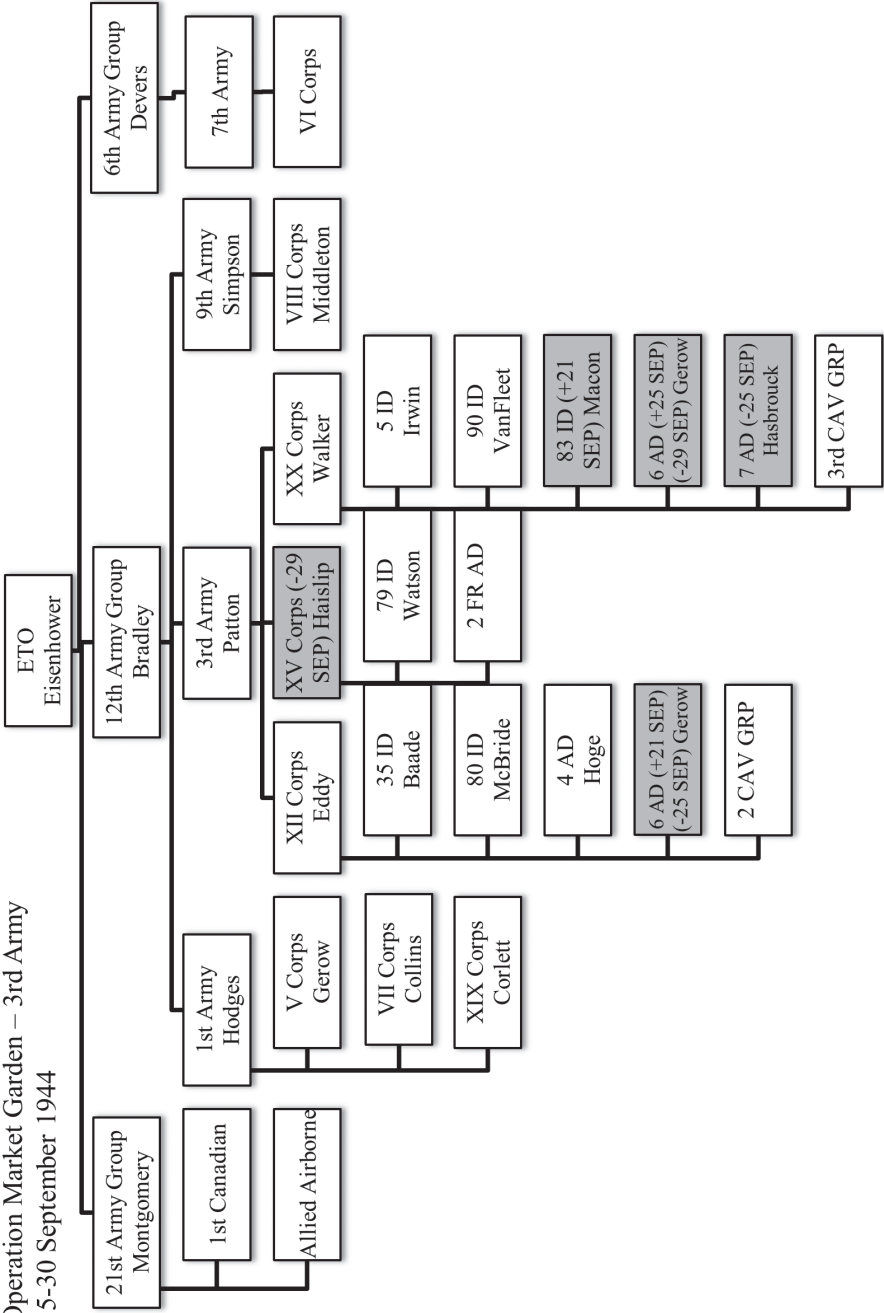 Operation Market Garden – 3rd Army
5-30 September 1944
ETO
Eisenhower
21st Army Group
Montgomery
12th Army Group
Bradley
6th Army Group
Devers
1st Canadian
1st Army
Hodges
3rd Army
Patton
9th Army
Simpson
7th Army
Allied Airborne
V Corps
Gerow
XII Corps
Eddy
XV Corps (-29
SEP) Haislip
XX Corps
Walker
VIII Corps
Middleton
VI Corps
VII Corps
Collins
35 ID
Baade
79 ID
Watson
5 ID
Irwin
XIX Corps
Corlett
80 ID
McBride
2 FR AD
90 ID
VanFleet
4 AD
Hoge
83 ID (+21
SEP) Macon
6 AD (+21 SEP)
(-25 SEP) Gerow
6 AD (+25 SEP)
(-29 SEP) Gerow
2 CAV GRP
7 AD (-25 SEP)
Hasbrouck
3rd CAV GRP